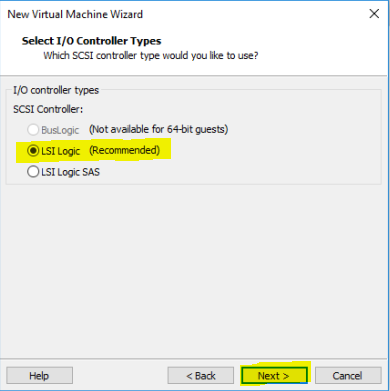 New Virtual Machine Wizard
Select I/O Controller Types
Which SCSI controller type would you like to use?
I/O controller types
SCSI Controller:
BusLogic (Not available for 64-bit guests)
LSI Logic (Recommended)
LSI Logic SAS
Help < Back Next > Cancel